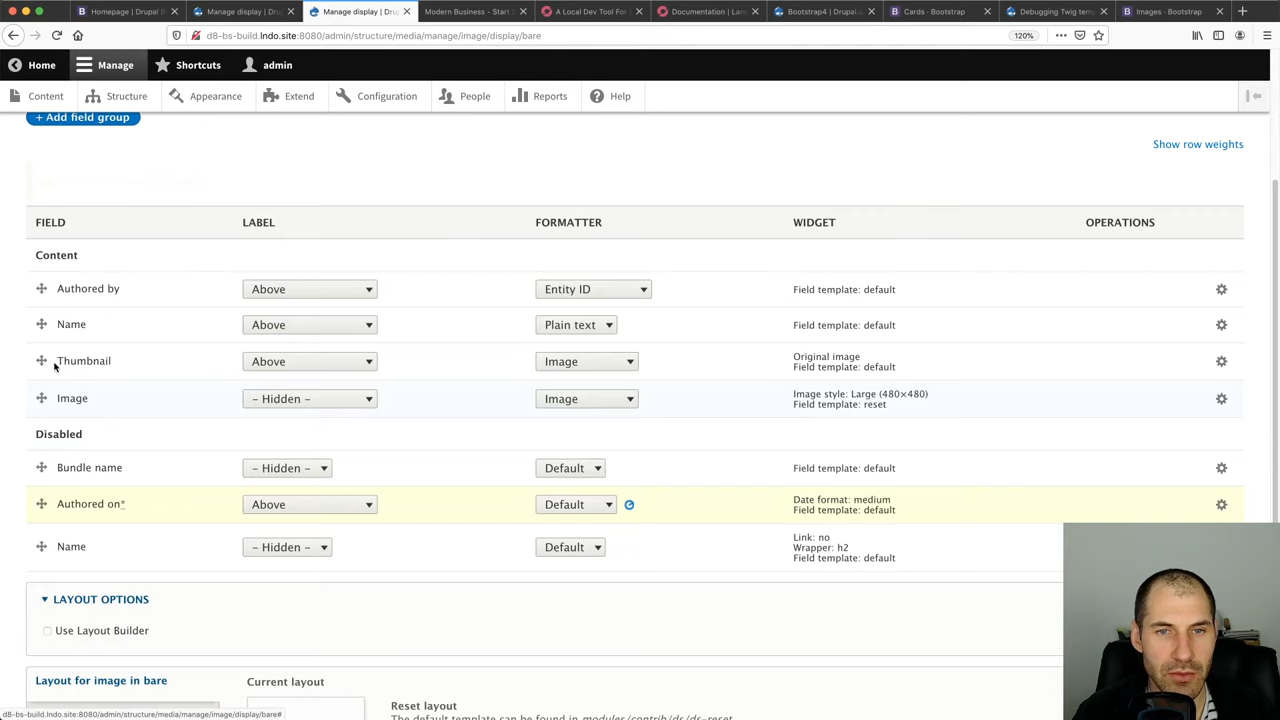 Homepage | Drupal B
Manage display | Dru
Manage display | Dru
Modern Business - Start B
A Local Dev Tool For
Documentation | Lan
Bootstrap4 | Drupal.o
Cards · Bootstrap
Debugging Twig tem
Images · Bootstrap
d8-bs-build.lndo.site:8080/admin/structure/media/manage/image/display/bare
120%
Home
Manage
Shortcuts
admin
Content
Structure
Appearance
Extend
Configuration
People
Reports
Help
+ Add field group
Show row weights
FIELD LABEL FORMATTER WIDGET OPERATIONS
Content
Authored by Above Entity ID Field template: default
Name Above Plain text Field template: default
Thumbnail Above Image Original image
Field template: default
Image - Hidden - Image Image style: Large (480×480)
Field template: reset
Disabled
Bundle name - Hidden - Default Field template: default
Authored on* Above Default Date format: medium
Field template: default
Name - Hidden - Default Link: no
Wrapper: h2
Field template: default
LAYOUT OPTIONS
Use Layout Builder
Layout for image in bare
Current layout
Reset layout
The default template can be found in modules/contrib/ds/ds-reset
d8-bs-build.lndo.site:8080/admin/structure/media/manage/image/display/bare#